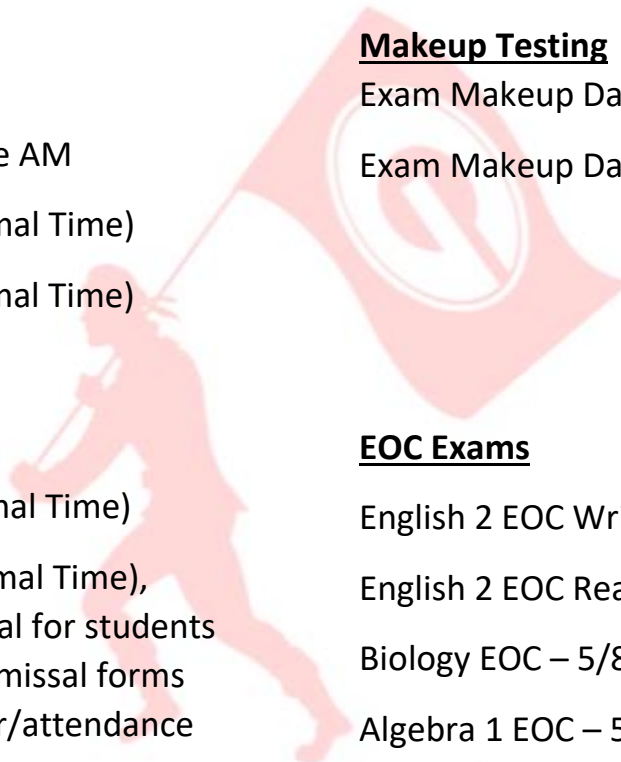 e AM
nal Time)
nal Time)
nal Time)
mal Time),
al for students
missal forms
r/attendance
Makeup Testing
Exam Makeup Da
Exam Makeup Da
EOC Exams
English 2 EOC Wr
English 2 EOC Rea
Biology EOC – 5/8
Algebra 1 EOC – 5
G